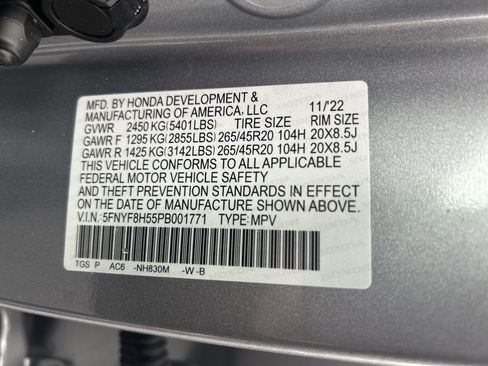 MFD. BY HONDA DEVELOPMENT &
MANUFACTURING OF AMERICA, LLC 11/'22
GVWR 2450 KG(5401LBS) TIRE SIZE RIM SIZE
GAWR F 1295 KG(2855LBS) 265/45R20 104H 20X8.5J
GAWR R 1425 KG(3142LBS) 265/45R20 104H 20X8.5J
THIS VEHICLE CONFORMS TO ALL APPLICABLE
FEDERAL MOTOR VEHICLE SAFETY
AND THEFT PREVENTION STANDARDS IN EFFECT
ON THE DATE OF MANUFACTURE SHOWN ABOVE.
V.I.N.: 5FNYF8H55PB001771 TYPE: MPV
TGS P AC6 -NH830M -W -B